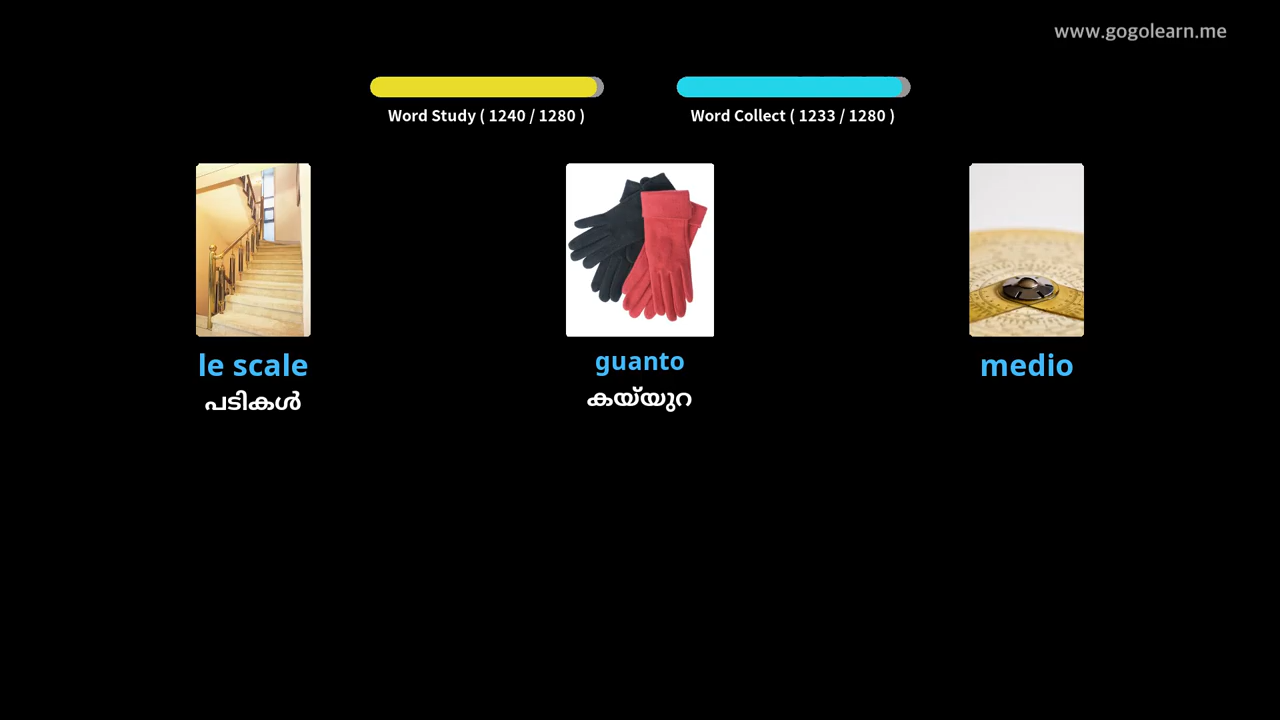 www.gogolearn.me
Word Study ( 1240 / 1280 )
Word Collect ( 1233 / 1280 )
le scale
പടികൾ
guanto
കയ്യുറ
medio